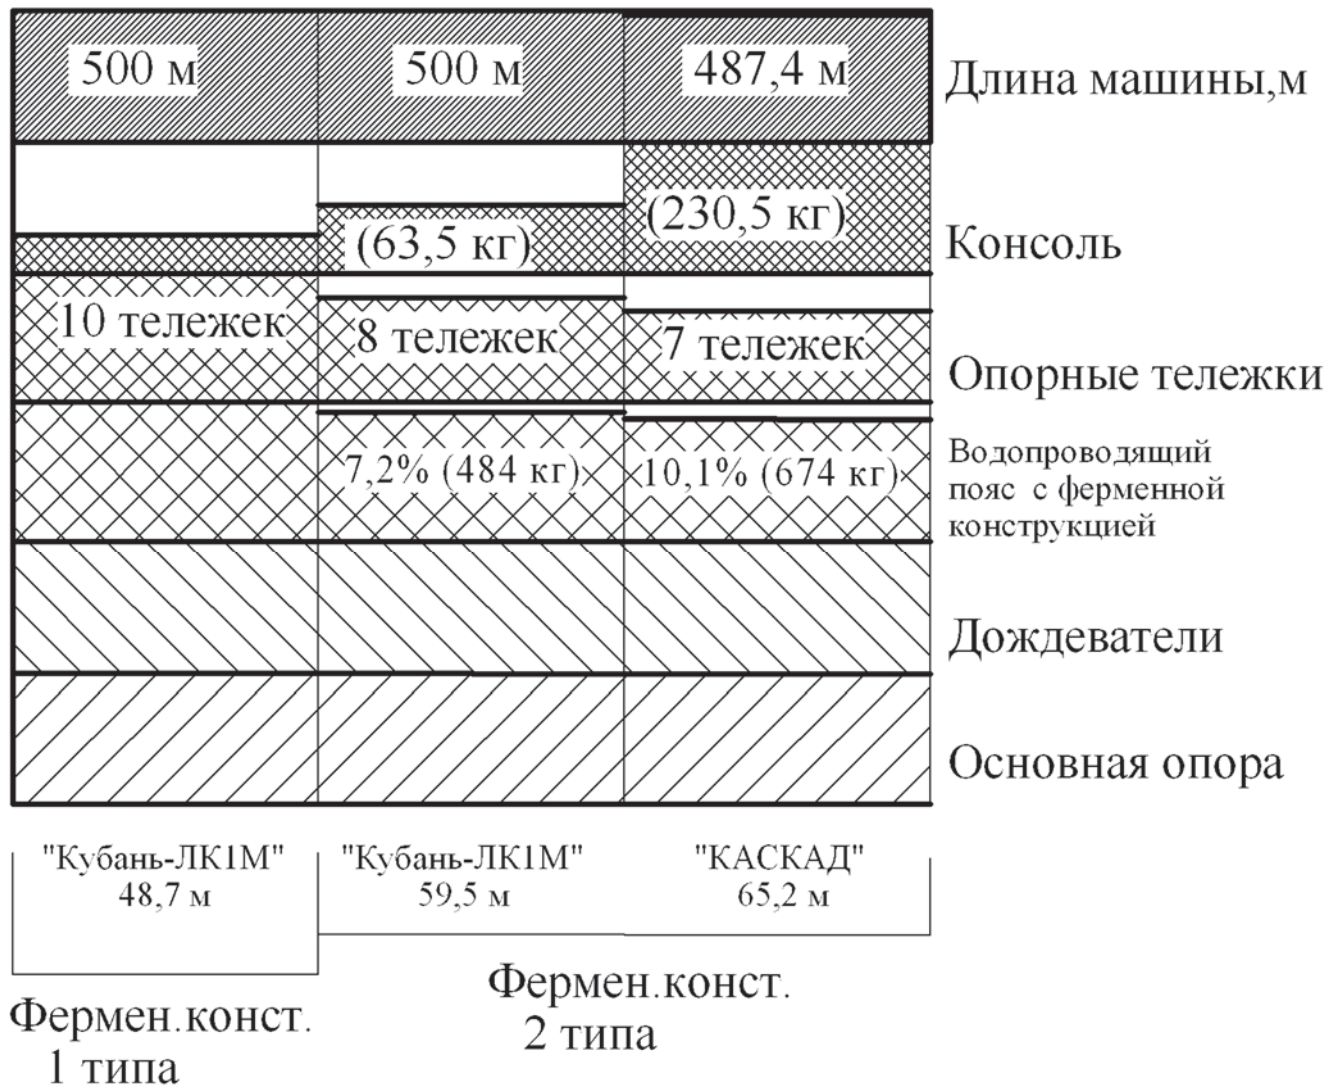 500 м
500 м
487,4 м
Длина машины,м
(63,5 кг)
(230,5 кг)
Консоль
10 тележек
8 тележек
7 тележек
Опорные тележки
7,2% (484 кг)
10,1% (674 кг)
Водопроводящий
пояс с ферменной
конструкцией
Дождеватели
Основная опора
"Кубань-ЛК1М"
48,7 м
"Кубань-ЛК1М"
59,5 м
"КАСКАД"
65,2 м
Фермен.конст.
1 типа
Фермен.конст.
2 типа